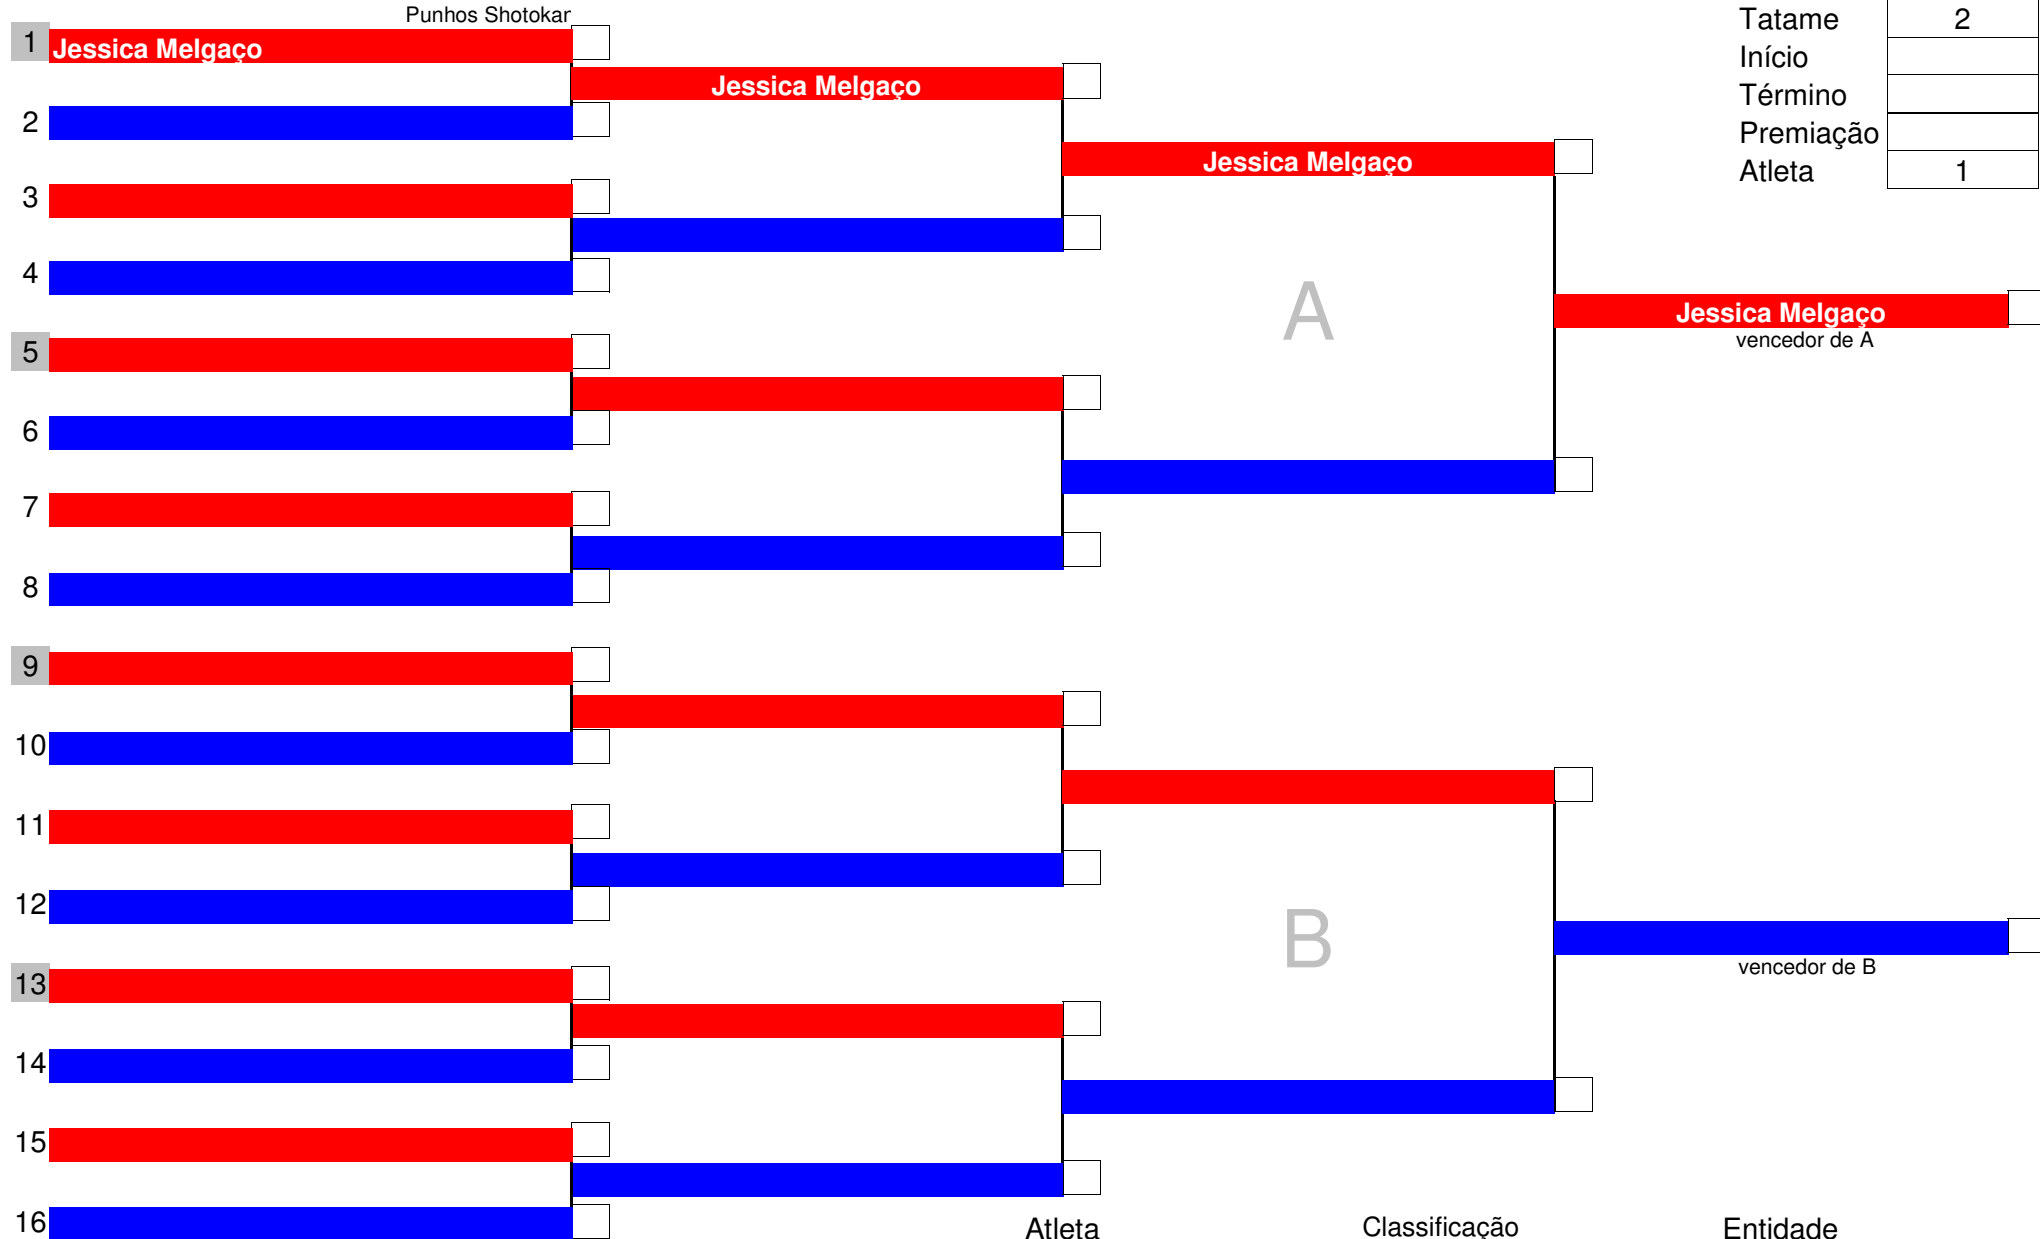 Punhos Shotokan
Tatame 2
1 Jessica Melgaço
Início
Jessica Melgaço
Término
2
Premiação
Jessica Melgaço
Atleta 1
3
4
A
Jessica Melgaço
vencedor de A
5
6
7
8
9
10
11
12
B
vencedor de B
13
14
15
16
Atleta Classificação Entidade